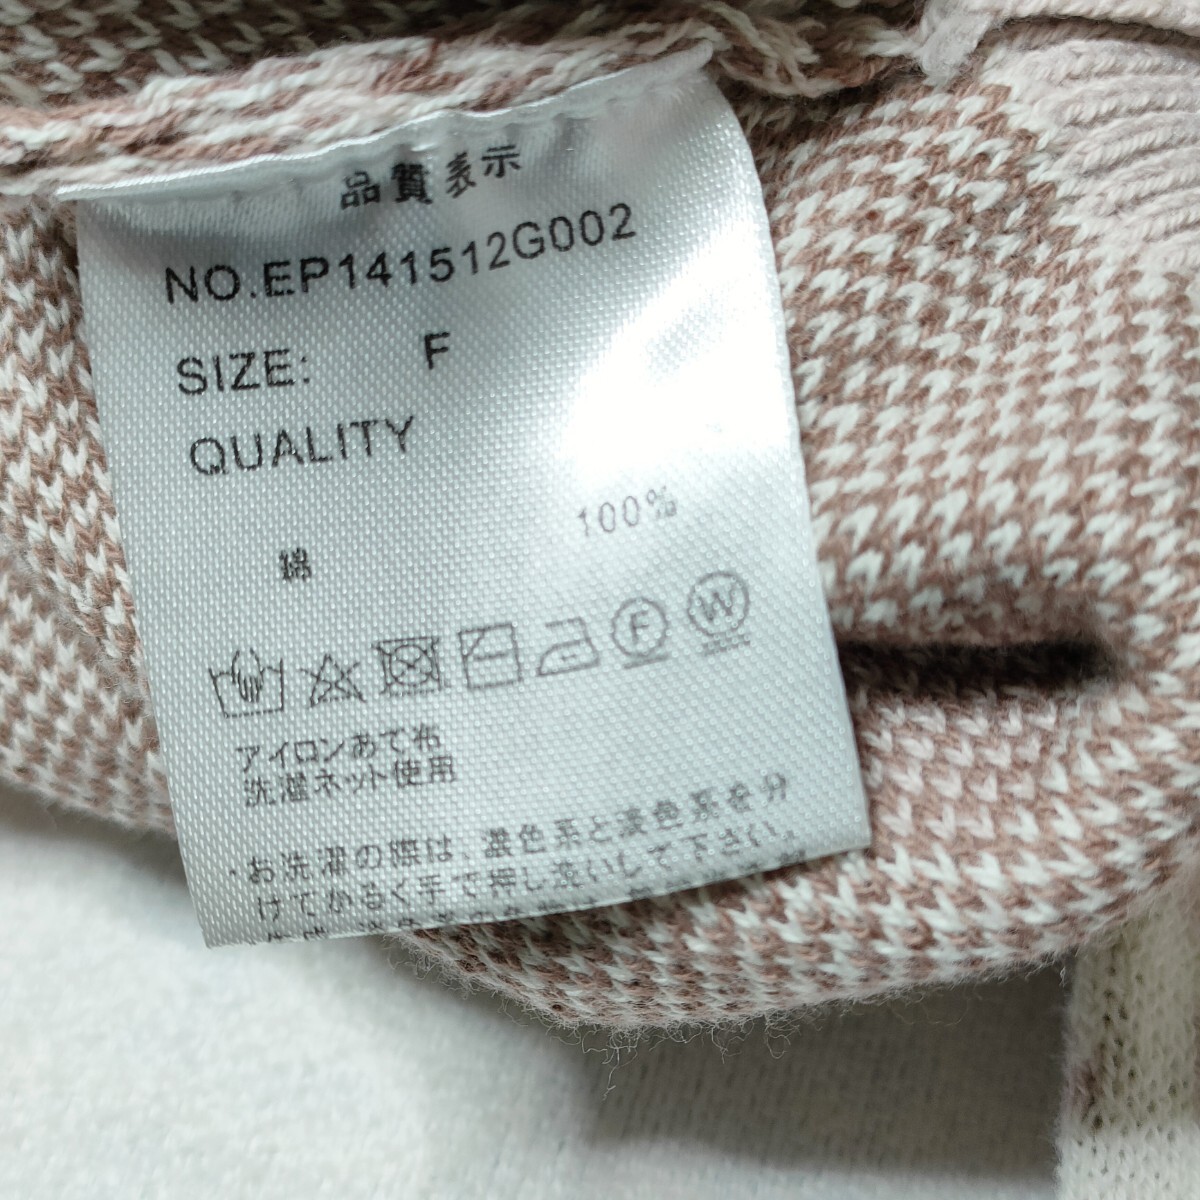 品質表示
NO.EP141512G002
SIZE: F
QUALITY
綿 100%
F W
アイロンあて布
洗濯ネット使用
・お洗濯の際は、濃色系と淡色系を分
けてかるく手で押し洗いして下さい。